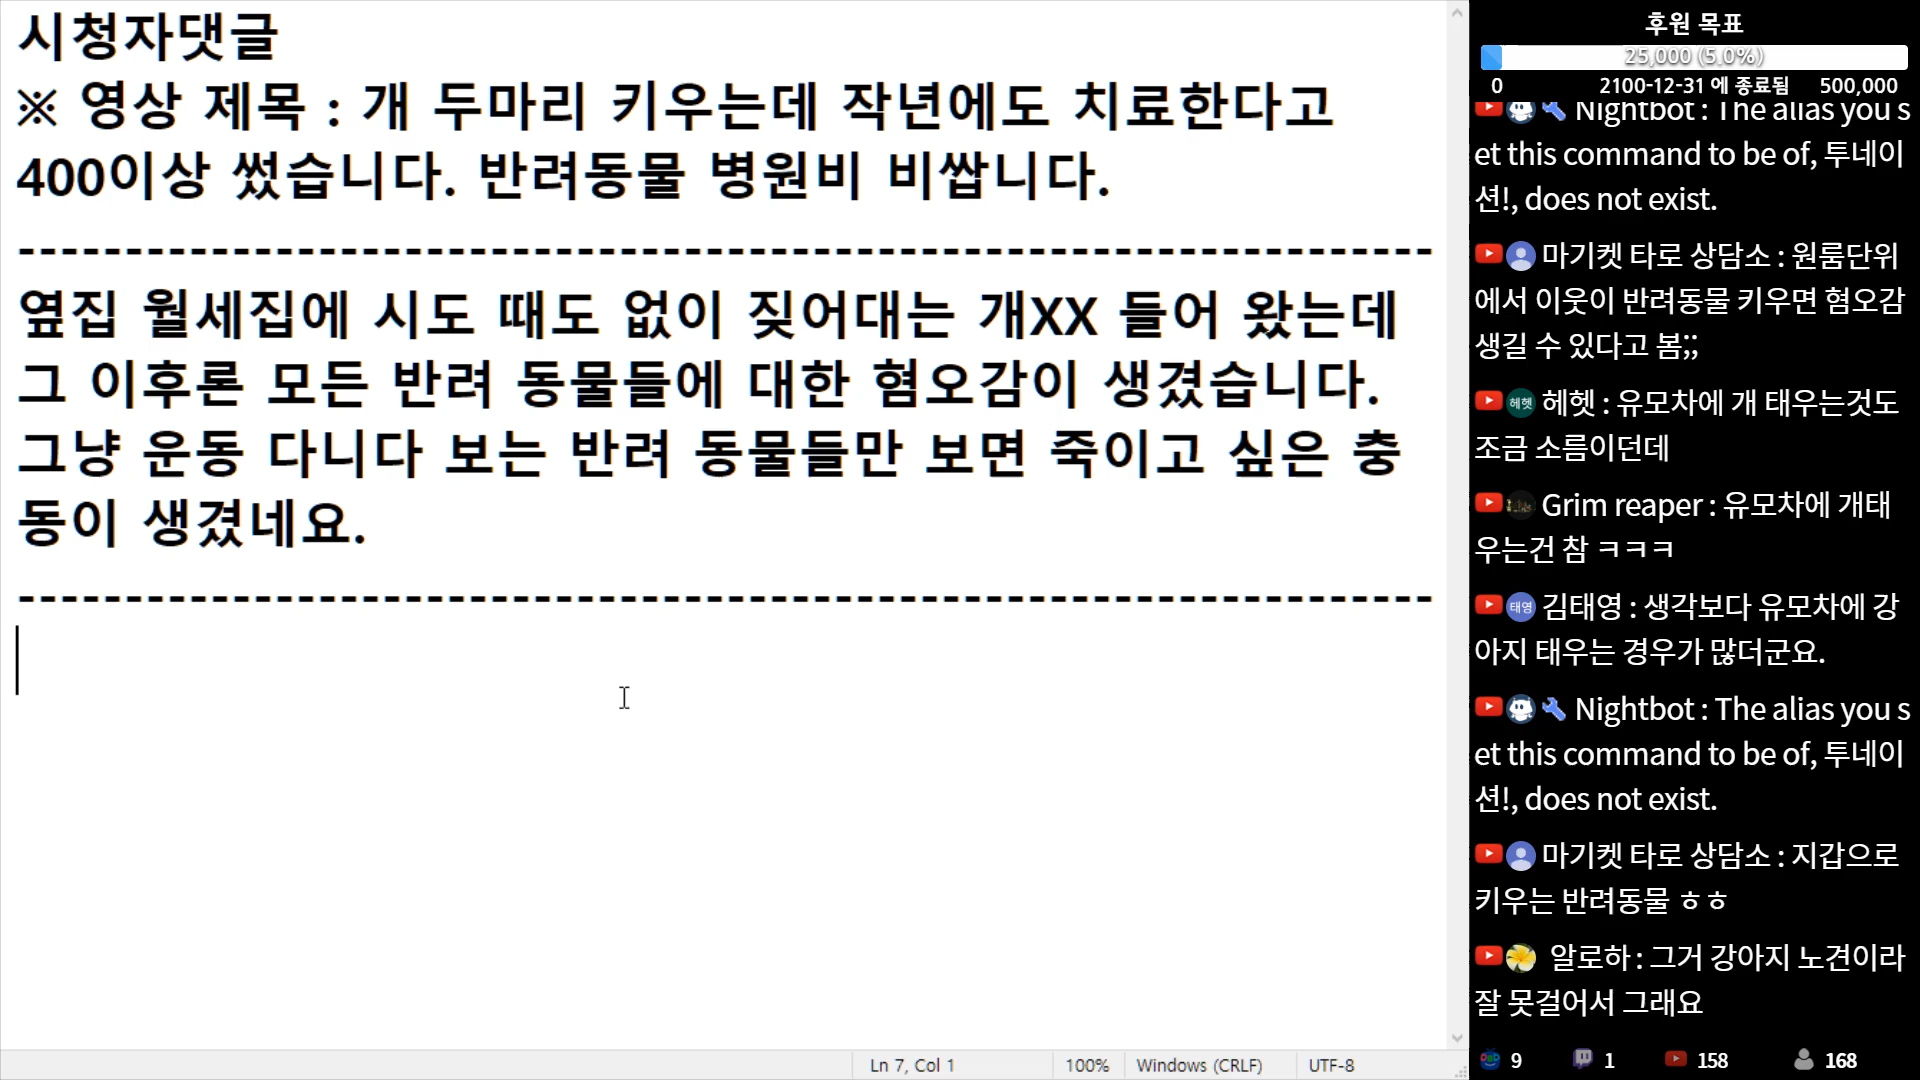 시청자댓글
※ 영상 제목 : 개 두마리 키우는데 작년에도 치료한다고
400이상 썼습니다. 반려동물 병원비 비쌉니다.
------------------------------------------------------------------
옆집 월세집에 시도 때도 없이 짖어대는 개XX 들어 왔는데
그 이후론 모든 반려 동물들에 대한 혐오감이 생겼습니다.
그냥 운동 다니다 보는 반려 동물들만 보면 죽이고 싶은 충
동이 생겼네요.
------------------------------------------------------------------
Ln 7, Col 1
100%
Windows (CRLF)
UTF-8
후원 목표
25,000 (5.0%)
0 2100-12-31 에 종료됨 500,000
Nightbot : The alias you s
et this command to be of, 투네이
션!, does not exist.
마기켓 타로 상담소 : 원룸단위
에서 이웃이 반려동물 키우면 혐오감
생길 수 있다고 봄;;
헤헷 헤헷 : 유모차에 개 태우는것도
조금 소름이던데
Grim reaper : 유모차에 개태
우는건 참 ㅋㅋㅋ
태영 김태영 : 생각보다 유모차에 강
아지 태우는 경우가 많더군요.
Nightbot : The alias you s
et this command to be of, 투네이
션!, does not exist.
마기켓 타로 상담소 : 지갑으로
키우는 반려동물 ㅎㅎ
알로하 : 그거 강아지 노견이라
잘 못걸어서 그래요
9 1 158 168